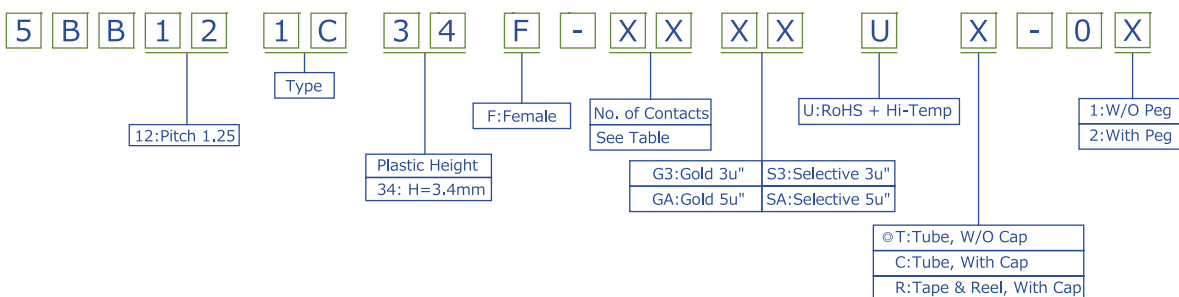 5 B B 1 2 1 C 3 4 F - X X X X U X - 0 X
Type
F:Female
No. of Contacts
See Table
U:RoHS + Hi-Temp
1:W/O Peg
2:With Peg
12:Pitch 1.25
Plastic Height
34: H=3.4mm
G3:Gold 3u" S3:Selective 3u"
GA:Gold 5u" SA:Selective 5u"
◎T:Tube, W/O Cap
C:Tube, With Cap
R:Tape & Reel, With Cap